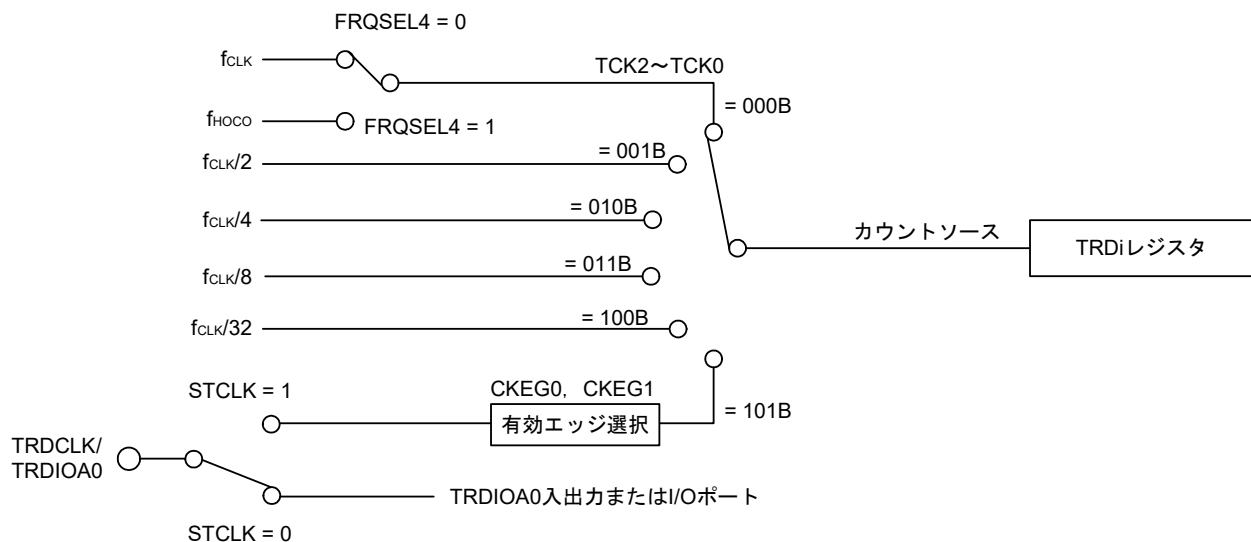 FRQSEL4 = 0
fCLK
TCK2～TCK0
= 000B
fHOCO
FRQSEL4 = 1
fCLK/2
= 001B
fCLK/4
= 010B
カウントソース
TRDiレジスタ
fCLK/8
= 011B
fCLK/32
= 100B
STCLK = 1
CKEG0, CKEG1
有効エッジ選択
= 101B
TRDCLK/
TRDIOA0
TRDIOA0入出力またはI/Oポート
STCLK = 0